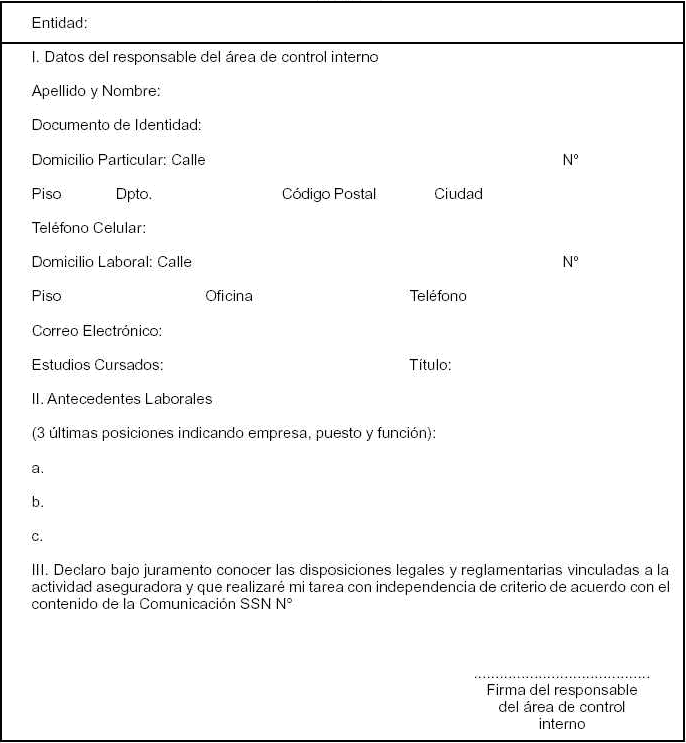 Entidad:
I. Datos del responsable del área de control interno
Apellido y Nombre:
Documento de Identidad:
Domicilio Particular: Calle Nº
Piso Dpto. Código Postal Ciudad
Teléfono Celular:
Domicilio Laboral: Calle Nº
Piso Oficina Teléfono
Correo Electrónico:
Estudios Cursados: Título:
II. Antecedentes Laborales
(3 últimas posiciones indicando empresa, puesto y función):
a.
b.
c.
III. Declaro bajo juramento conocer las disposiciones legales y reglamentarias vinculadas a la
actividad aseguradora y que realizaré mi tarea con independencia de criterio de acuerdo con el
contenido de la Comunicación SSN Nº
..........................................
Firma del responsable
del área de control
interno